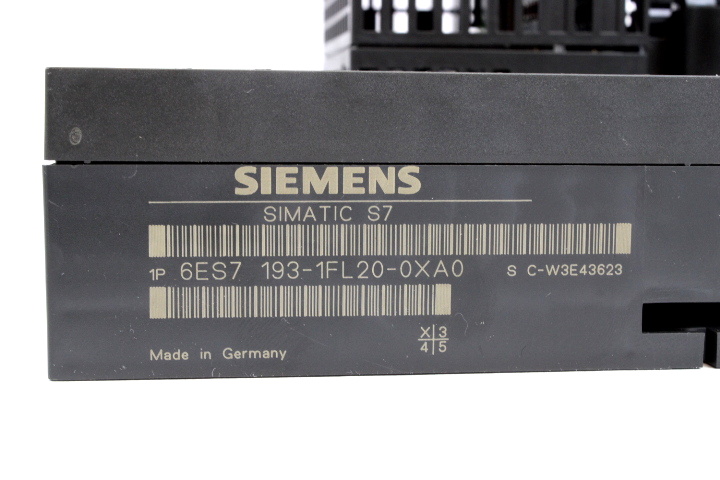 SIEMENS
SIMATIC S7
1P 6ES7 193-1FL20-0XA0 S C-W3E43623
Made in Germany
X 3
4 5